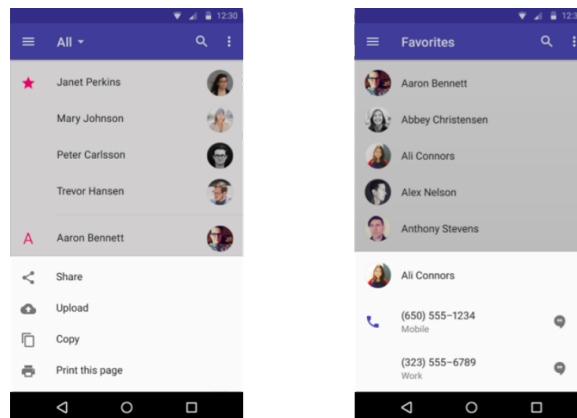 12:30
All
Janet Perkins
Mary Johnson
Peter Carlsson
Trevor Hansen
A
Aaron Bennett
Share
Upload
Copy
Print this page
12:3
Favorites
Aaron Bennett
Abbey Christensen
Ali Connors
Alex Nelson
Anthony Stevens
Ali Connors
(650) 555-1234
Mobile
(323) 555-6789
Work